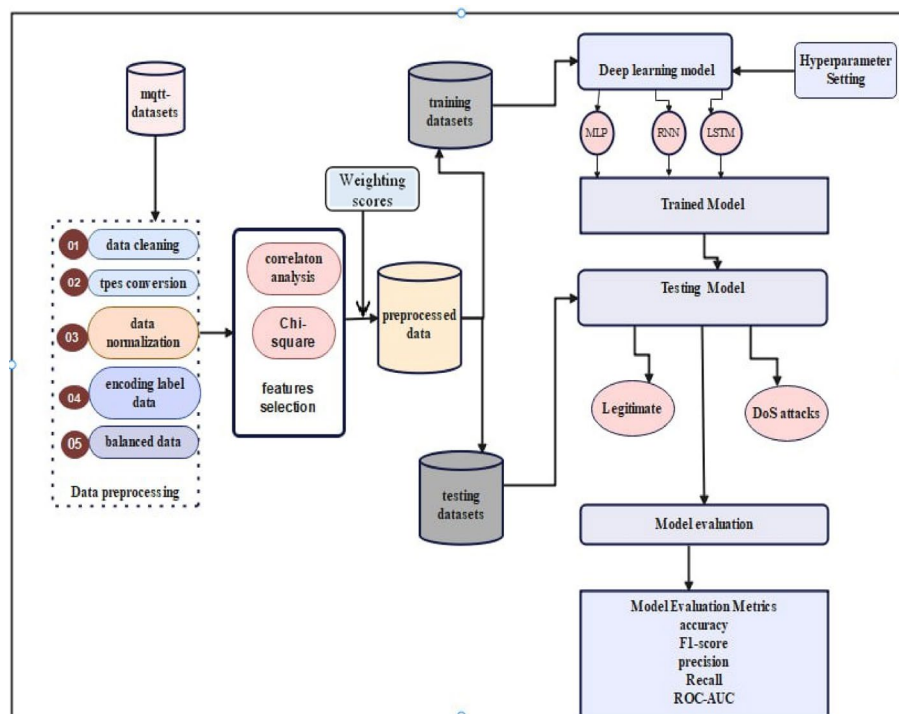 mqtt-
datasets
01
data cleaning
02
tpes conversion
03
data
normalization
04
encoding label
data
05
balanced data
Data preprocessing
correlaton
analysis
Chi-
square
features
selection
Weighting
scores
preprocessed
data
training
datasets
testing
datasets
Deep learning model
Hyperparameter
Setting
MLP
RNN
LSTM
Trained Model
Testing Model
Legitimate
DoS attacks
Model evaluation
Model Evaluation Metrics
accuracy
F1-score
precision
Recall
ROC-AUC